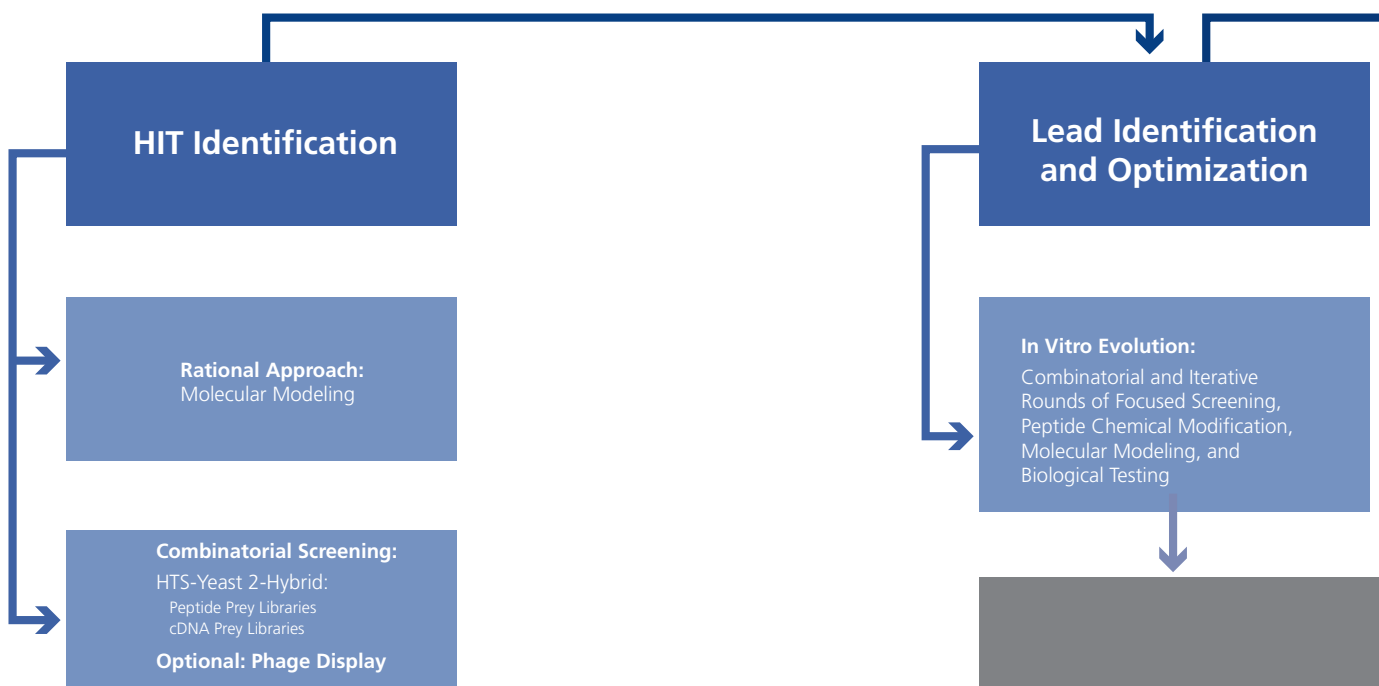 HIT Identification
Rational Approach:
Molecular Modeling
Combinatorial Screening:
HTS-Yeast 2-Hybrid:
Peptide Prey Libraries
cDNA Prey Libraries
Optional: Phage Display
Lead Identification
and Optimization
In Vitro Evolution:
Combinatorial and Iterative
Rounds of Focused Screening,
Peptide Chemical Modification,
Molecular Modeling, and
Biological Testing